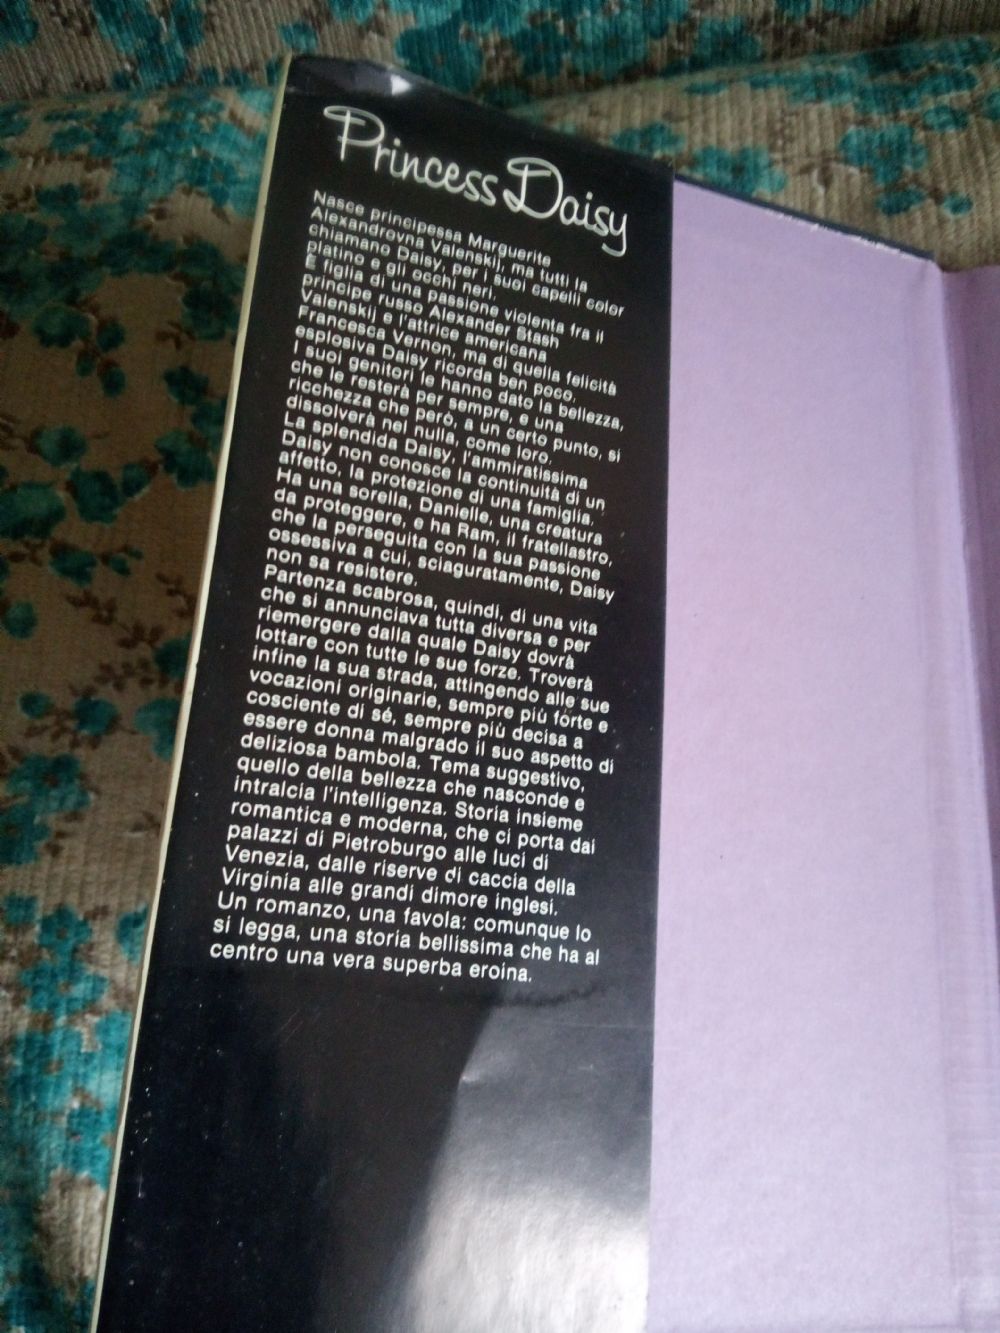 Princess Daisy
Nasce principessa Marguerite
Alexandrovna Valenskij, ma tutti la
chiamano Daisy, per i suoi capelli color
platino e gli occhi neri.
È figlia di una passione violenta fra il
principe russo Alexander Stash
Valenskij e l'attrice americana
Francesca Vernon, ma di quella felicità
esplosiva Daisy ricorda ben poco.
I suoi genitori le hanno dato la bellezza,
che le resterà per sempre, e una
ricchezza che però, a un certo punto, si
dissolverà nel nulla, come loro.
La splendida Daisy, l'ammiratissima
Daisy non conosce la continuità di un
affetto, la protezione di una famiglia.
Ha una sorella, Danielle, una creatura
da proteggere, e ha Ram, il fratellastro,
che la perseguita con la sua passione
ossessiva a cui, sciaguratamente, Daisy
non sa resistere.
Partenza scabrosa, quindi, di una vita
che si annunciava tutta diversa e per
riemergere dalla quale Daisy dovrà
lottare con tutte le sue forze. Troverà
infine la sua strada, attingendo alle sue
vocazioni originarie, sempre più forte e
cosciente di sé, sempre più decisa a
essere donna malgrado il suo aspetto di
deliziosa bambola. Tema suggestivo,
quello della bellezza che nasconde e
intralcia l'intelligenza. Storia insieme
romantica e moderna, che ci porta dai
palazzi di Pietroburgo alle luci di
Venezia, dalle riserve di caccia della
Virginia alle grandi dimore inglesi.
Un romanzo, una favola: comunque lo
si legga, una storia bellissima che ha al
centro una vera superba eroina.